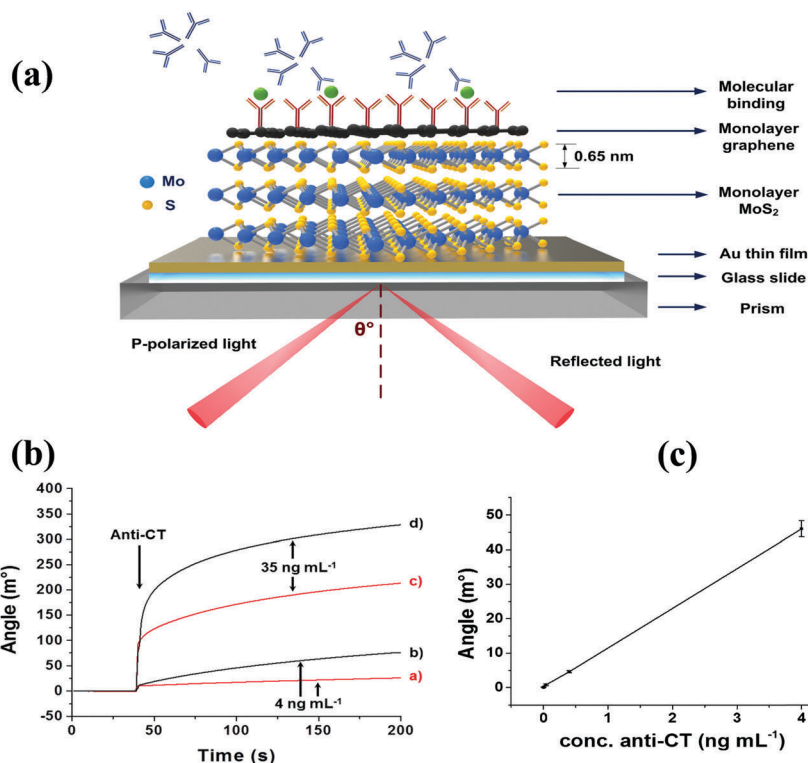 (a)
Mo
S
0.65 nm
Molecular
binding
Monolayer
graphene
Monolayer
MoS₂
Au thin film
Glass slide
Prism
P-polarized light
θ°
Reflected light
(b)
Angle (m°)
400
350
300
250
200
150
100
50
0
-50
Anti-CT
d)
35 ng mL⁻¹
c)
b)
a)
4 ng mL⁻¹
0 50 100 150 200
Time (s)
(c)
Angle (m°)
50
40
30
20
10
0
0 1 2 3 4
conc. anti-CT (ng mL⁻¹)